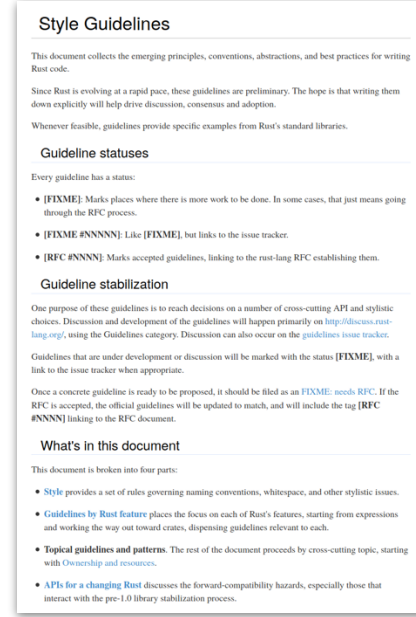 Style Guidelines
This document collects the emerging principles, conventions, abstractions, and best practices for writing
Rust code.
Since Rust is evolving at a rapid pace, these guidelines are preliminary. The hope is that writing them
down explicitly will help drive discussion, consensus and adoption.
Whenever feasible, guidelines provide specific examples from Rust's standard libraries.
Guideline statuses
Every guideline has a status:
• [FIXME]: Marks places where there is more work to be done. In some cases, that just means going
through the RFC process.
• [FIXME #NNNNN]: Like [FIXME], but links to the issue tracker.
• [RFC #NNNN]: Marks accepted guidelines, linking to the rust-lang RFC establishing them.
Guideline stabilization
One purpose of these guidelines is to reach decisions on a number of cross-cutting API and stylistic
choices. Discussion and development of the guidelines will happen primarily on http://discuss.rust-
lang.org/, using the Guidelines category. Discussion can also occur on the guidelines issue tracker.
Guidelines that are under development or discussion will be marked with the status [FIXME], with a
link to the issue tracker when appropriate.
Once a concrete guideline is ready to be proposed, it should be filed as an FIXME: needs RFC. If the
RFC is accepted, the official guidelines will be updated to match, and will include the tag [RFC
#NNNN] linking to the RFC document.
What's in this document
This document is broken into four parts:
• Style provides a set of rules governing naming conventions, whitespace, and other stylistic issues.
• Guidelines by Rust feature places the focus on each of Rust's features, starting from expressions
and working the way out toward crates, dispensing guidelines relevant to each.
• Topical guidelines and patterns. The rest of the document proceeds by cross-cutting topic, starting
with Ownership and resources.
• APIs for a changing Rust discusses the forward-compatibility hazards, especially those that
interact with the pre-1.0 library stabilization process.